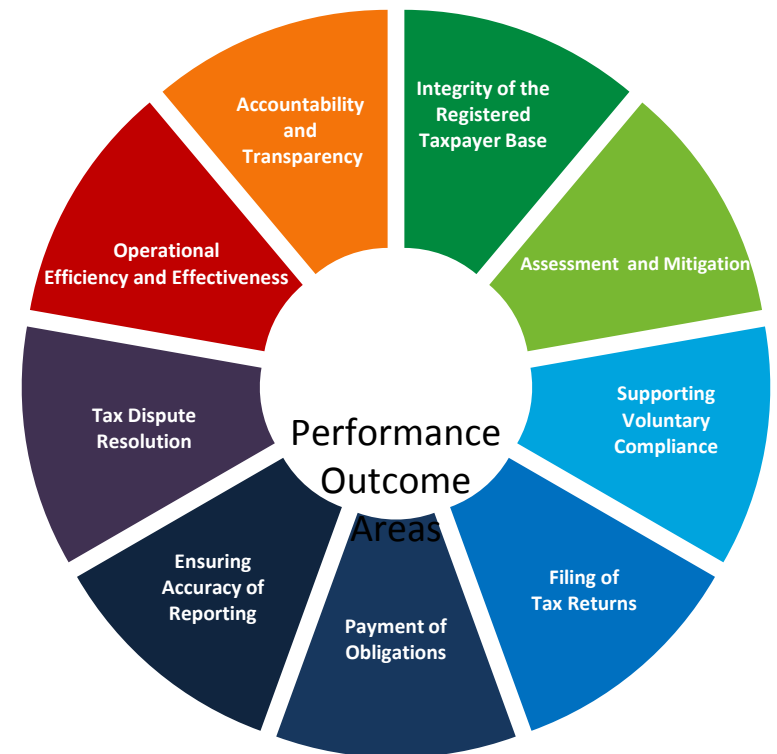 Integrity of the
Registered
Taxpayer Base
Assessment and Mitigation
Supporting
Voluntary
Compliance
Filing of
Tax Returns
Payment of
Obligations
Ensuring
Accuracy of
Reporting
Tax Dispute
Resolution
Operational
Efficiency and Effectiveness
Accountability
and
Transparency
Performance
Outcome
Areas